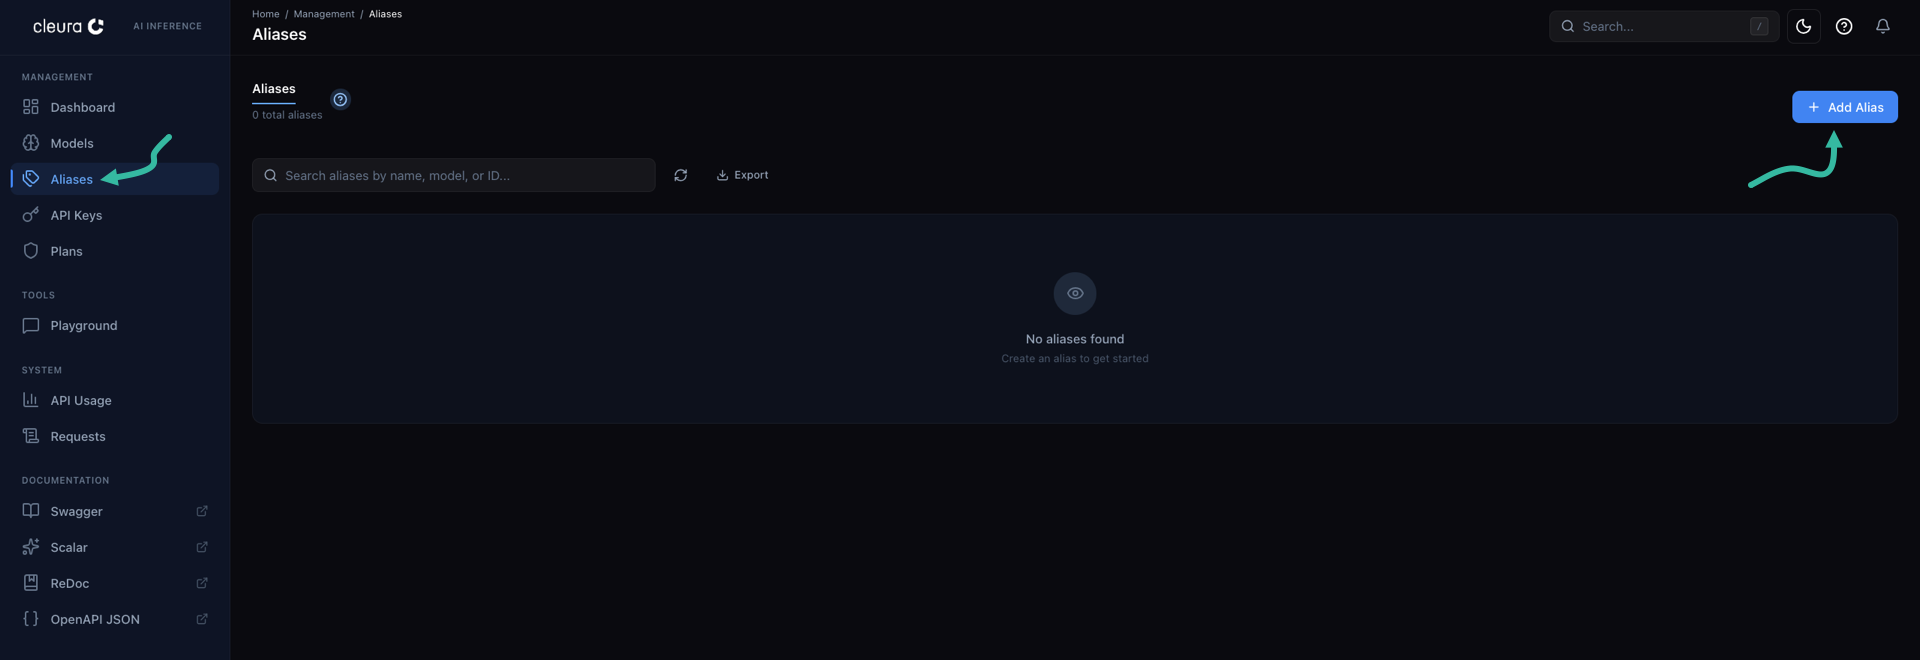 cleura
AI INFERENCE
MANAGEMENT
Dashboard
Models
Aliases
API Keys
Plans
TOOLS
Playground
SYSTEM
API Usage
Requests
DOCUMENTATION
Swagger
Scalar
ReDoc
OpenAPI JSON
Home / Management / Aliases
Aliases
Search...
/
Aliases
0 total aliases
+ Add Alias
Search aliases by name, model, or ID...
Export
No aliases found
Create an alias to get started